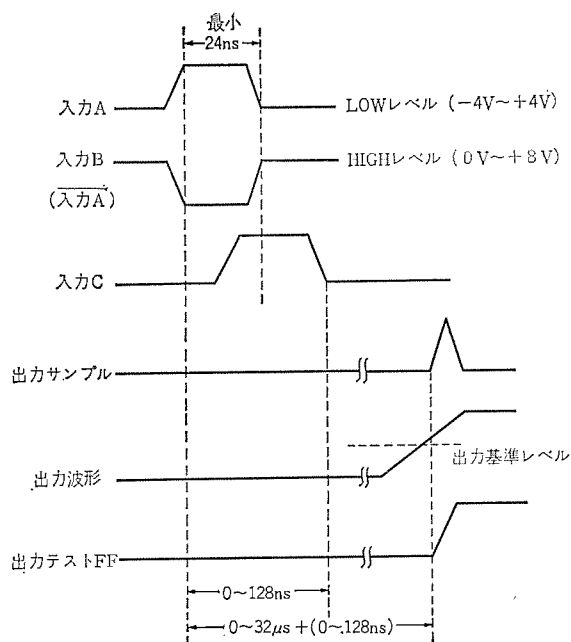 最小
24ns
入力A
LOWレベル (−4V〜+4V)
入力B
HIGHレベル (0V〜+8V)
(入力A)
入力C
出力サンプル
出力基準レベル
出力波形
出力テストFF
0〜128ns
0〜32μs+(0〜128ns)